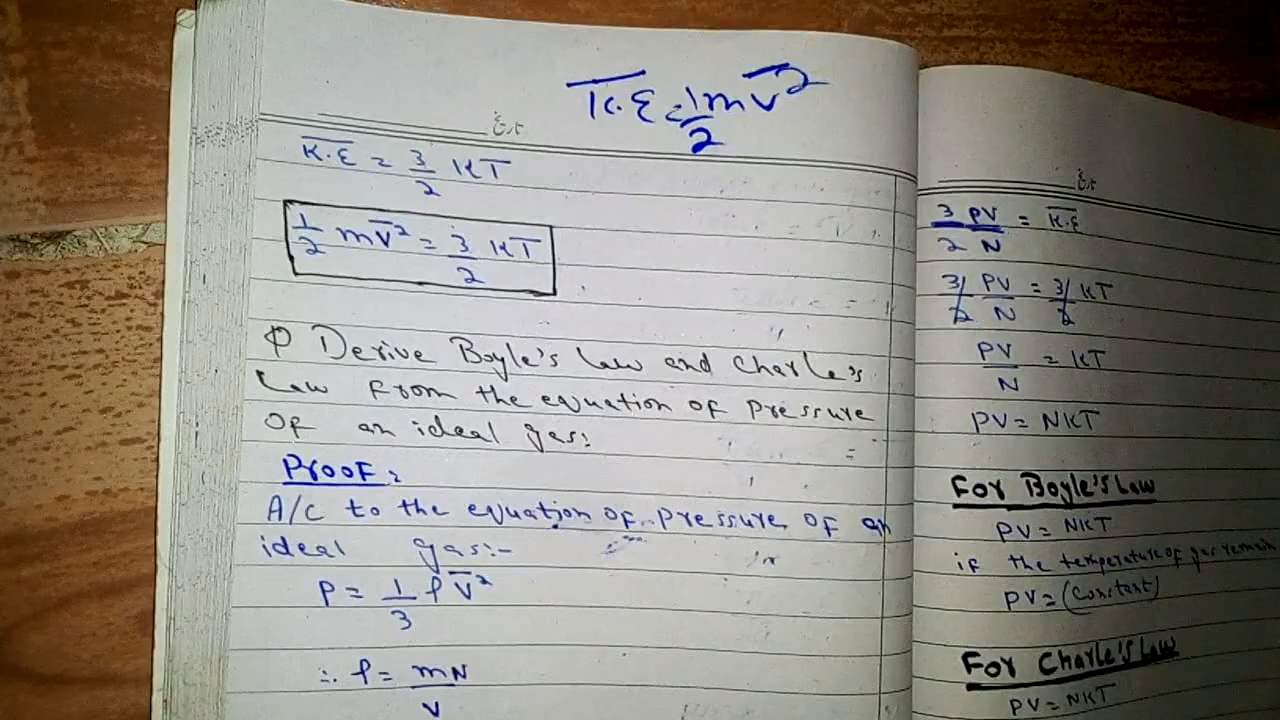 K.E = 1/2 mv̅²
تاریخ
K.E = 3/2 KT
1/2 mv̅² = 3/2 KT
Q Derive Boyle's Law and Charle's
Law From the equation of pressure
of an ideal gas:
Proof:
A/C to the equation of pressure of an
ideal gas:-
P = 1/3 ρv̅²
∴ ρ = mN/V
تاریخ
3/2 PV/N = K.E
3/2 PV/N = 3/2 KT
PV/N = KT
PV = NKT
For Boyle's Law
PV = NKT
if the temperature of gas remain
PV = (Constant)
For Charle's Law
PV = NKT